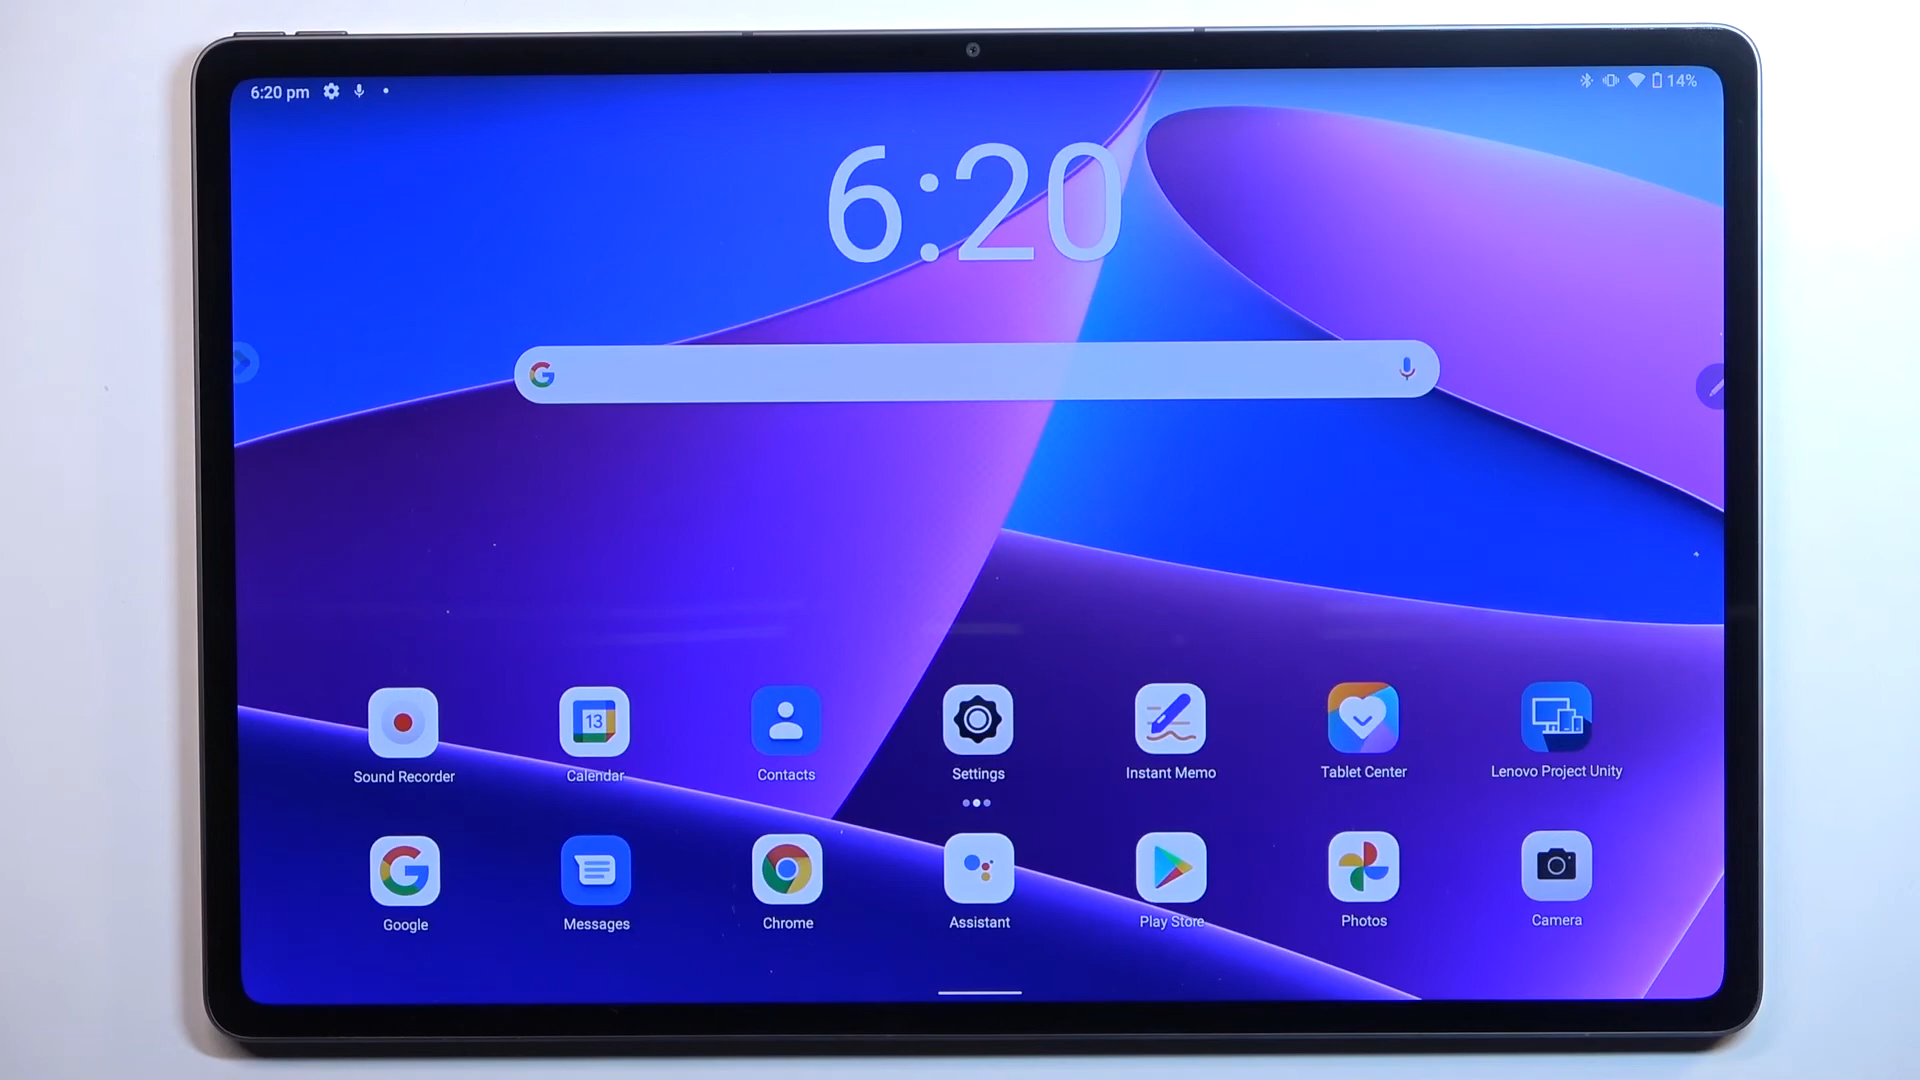 6:20 pm
14%
6:20
Sound Recorder
13
Calendar
Contacts
Settings
Instant Memo
Tablet Center
Lenovo Project Unity
Google
Messages
Chrome
Assistant
Play Store
Photos
Camera